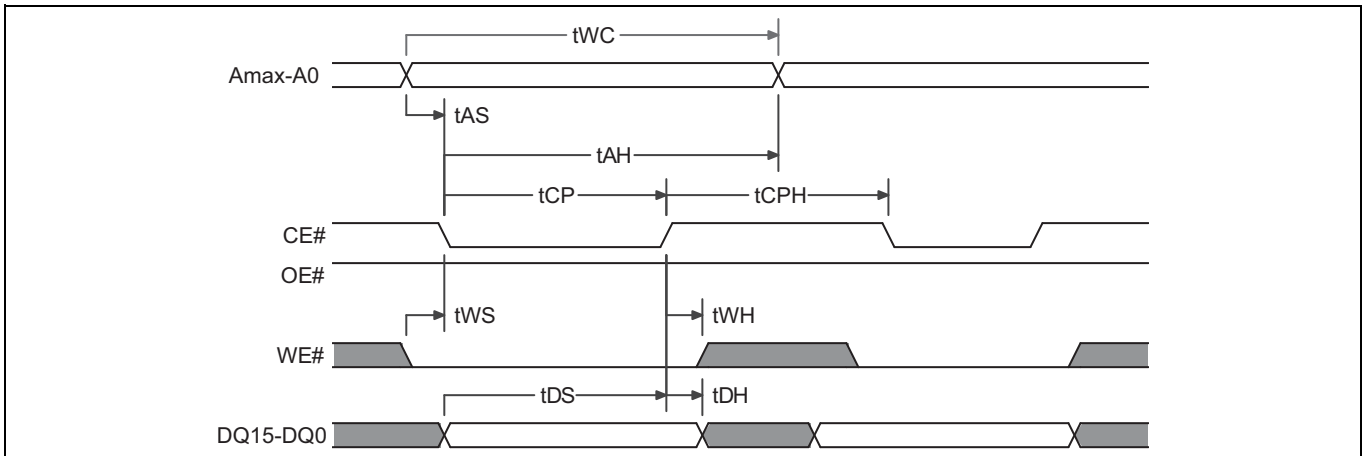 tWC
Amax-A0
tAS
tAH
tCP tCPH
CE#
OE#
tWS tWH
WE#
tDS tDH
DQ15-DQ0